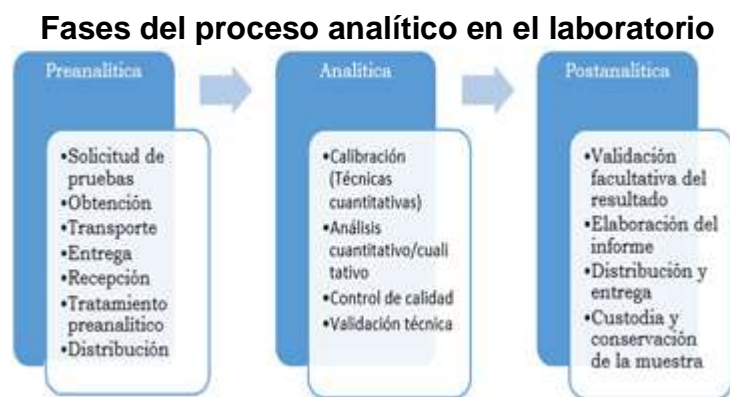 Fases del proceso analítico en el laboratorio
Preanalítica
•Solicitud de
pruebas
•Obtención
•Transporte
•Entrega
•Recepción
•Tratamiento
preanalítico
•Distribución
Analítica
•Calibración
(Técnicas
cuantitativas)
•Análisis
cuantitativo/cuali
tativo
•Control de calidad
•Validación técnica
Postanalítica
•Validación
facultativa del
resultado
•Elaboración del
informe
•Distribución y
entrega
•Custodia y
conservación
de la muestra